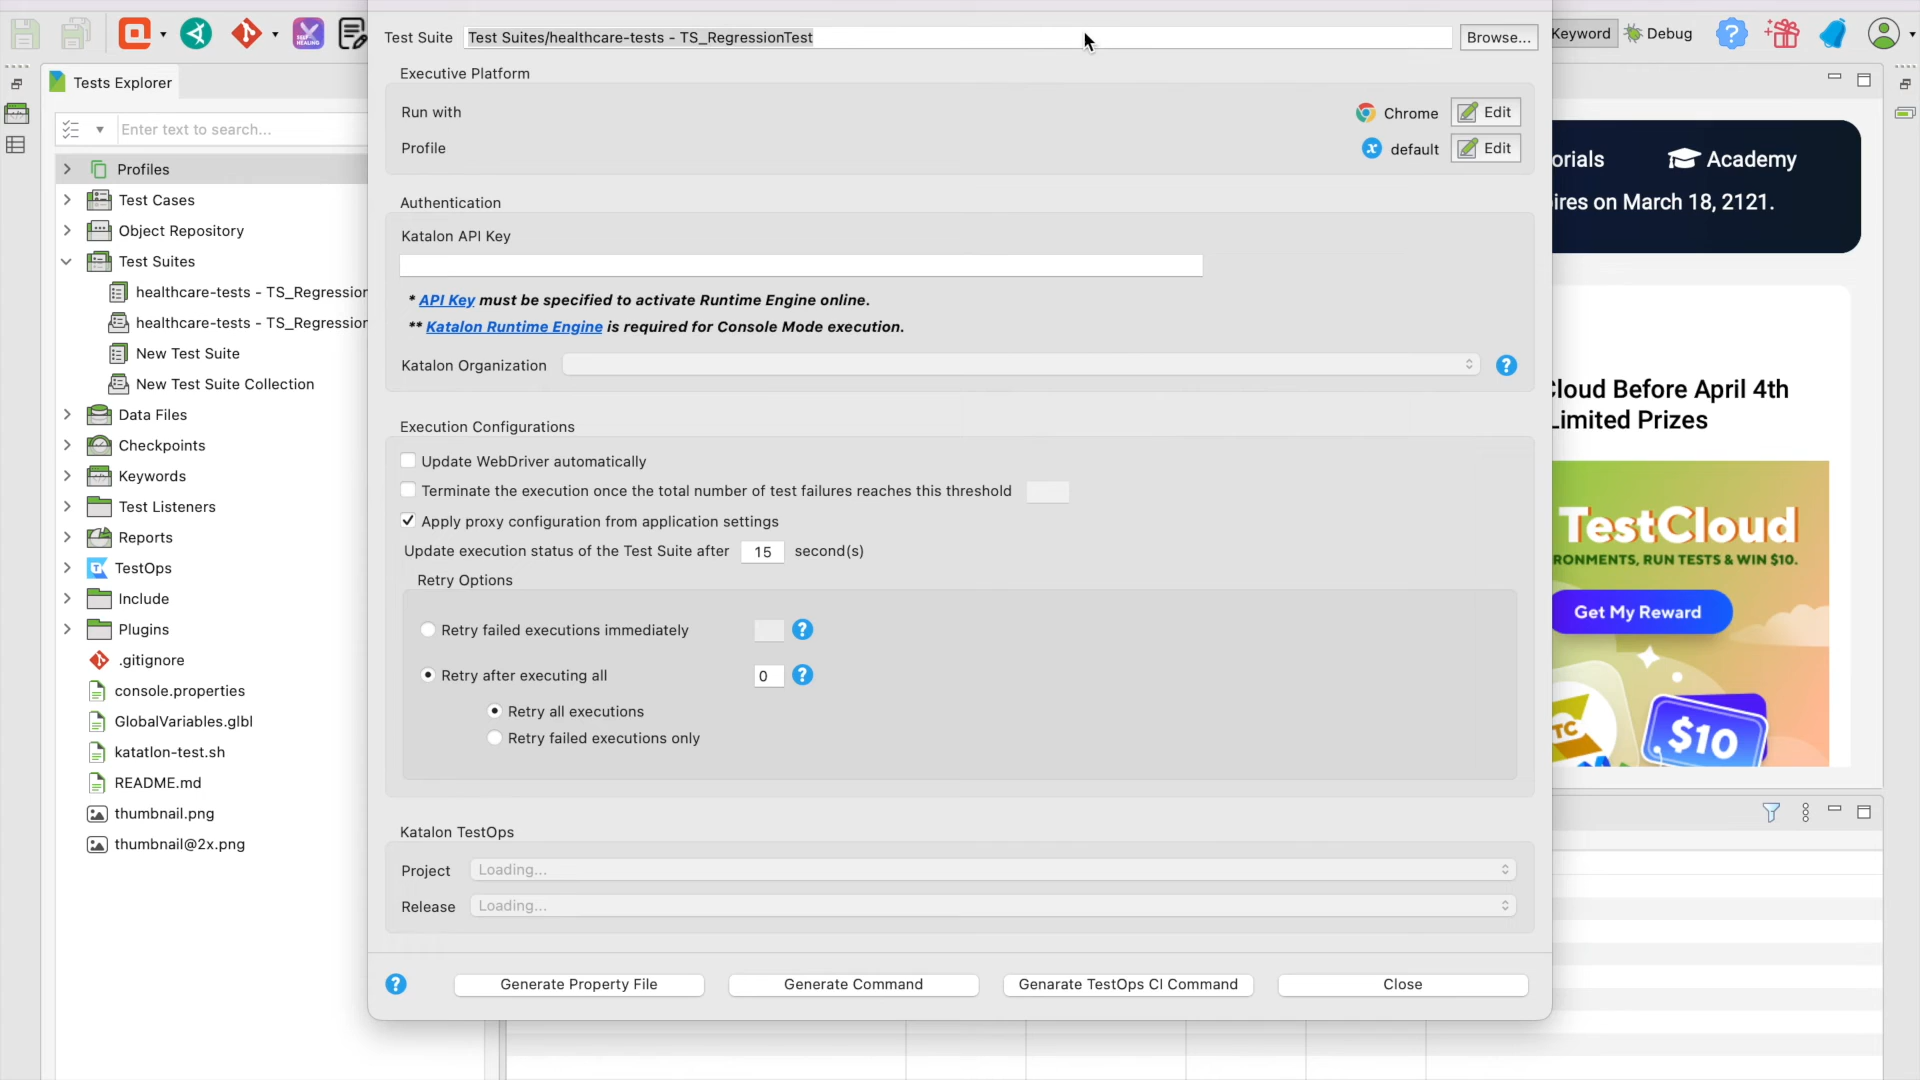 Test Suite
Test Suites/healthcare-tests - TS_RegressionTest
Browse...
Keyword
Debug
Tests Explorer
Enter text to search...
Profiles
Test Cases
Object Repository
Test Suites
healthcare-tests - TS_Regression
healthcare-tests - TS_Regression
New Test Suite
New Test Suite Collection
Data Files
Checkpoints
Keywords
Test Listeners
Reports
TestOps
Include
Plugins
.gitignore
console.properties
GlobalVariables.glbl
katatlon-test.sh
README.md
thumbnail.png
thumbnail@2x.png
Executive Platform
Run with
Chrome
Edit
Profile
default
Edit
Authentication
Katalon API Key
* API Key must be specified to activate Runtime Engine online.
** Katalon Runtime Engine is required for Console Mode execution.
Katalon Organization
Execution Configurations
Update WebDriver automatically
Terminate the execution once the total number of test failures reaches this threshold
Apply proxy configuration from application settings
Update execution status of the Test Suite after 15 second(s)
Retry Options
Retry failed executions immediately
Retry after executing all 0
Retry all executions
Retry failed executions only
Katalon TestOps
Project Loading...
Release Loading...
Generate Property File
Generate Command
Genarate TestOps CI Command
Close
orials
Academy
ires on March 18, 2121.
Cloud Before April 4th
Limited Prizes
TestCloud
RONMENTS, RUN TESTS & WIN $10.
Get My Reward
TC
$10